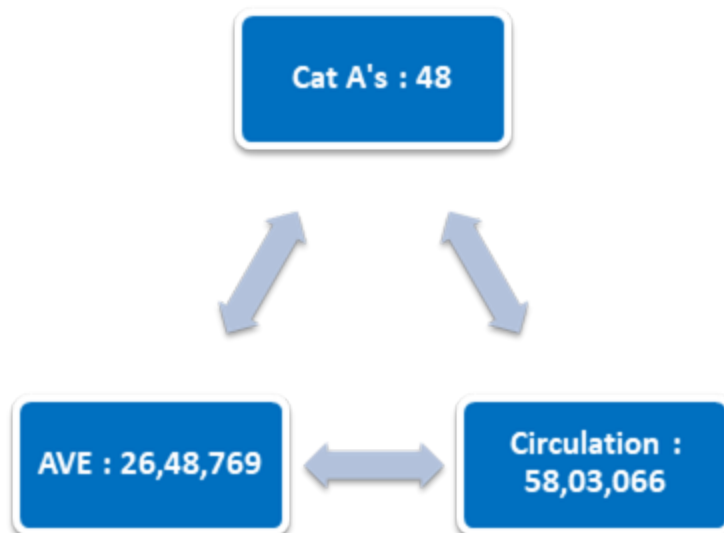 Cat A's : 48
AVE : 26,48,769
Circulation :
58,03,066